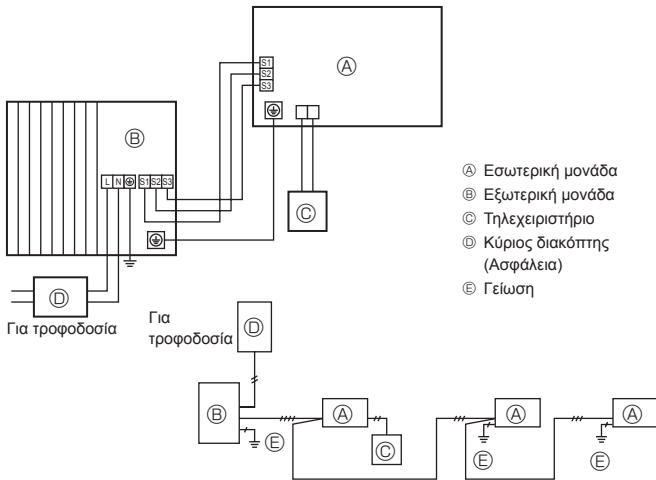 S1
S2
S3
Ⓐ
Ⓑ
L N S1 S2 S3
Ⓒ
Ⓓ
Για τροφοδοσία
Ⓐ Εσωτερική μονάδα
Ⓑ Εξωτερική μονάδα
Ⓒ Τηλεχειριστήριο
Ⓓ Κύριος διακόπτης
(Ασφάλεια)
Ⓔ Γείωση
Για
τροφοδοσία
Ⓓ
Ⓑ
Ⓐ
Ⓐ
Ⓐ
Ⓔ
Ⓒ
Ⓔ
Ⓔ